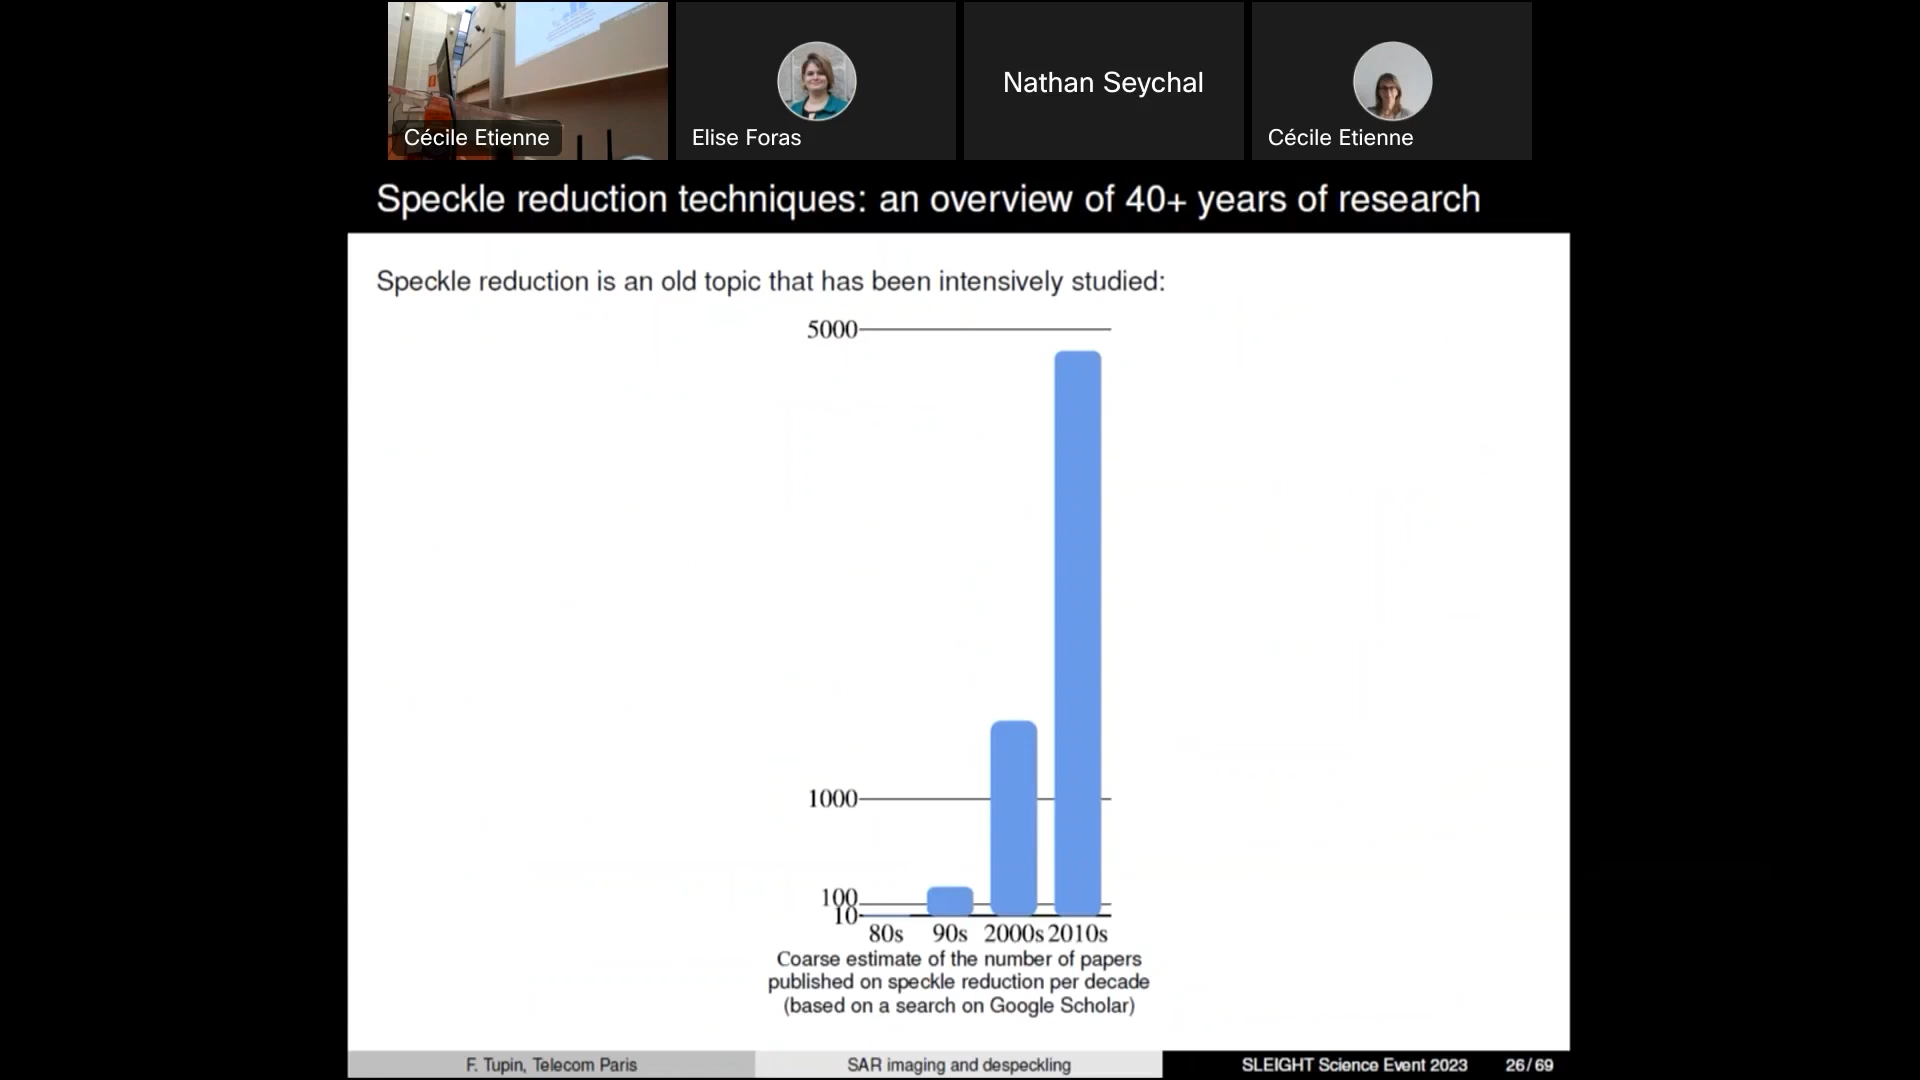 Cécile Etienne
Elise Foras
Nathan Seychal
Cécile Etienne
Speckle reduction techniques: an overview of 40+ years of research
Speckle reduction is an old topic that has been intensively studied:
5000
1000
100
10
80s 90s 2000s 2010s
Coarse estimate of the number of papers
published on speckle reduction per decade
(based on a search on Google Scholar)
F. Tupin, Telecom Paris
SAR imaging and despeckling
SLEIGHT Science Event 2023
26/69